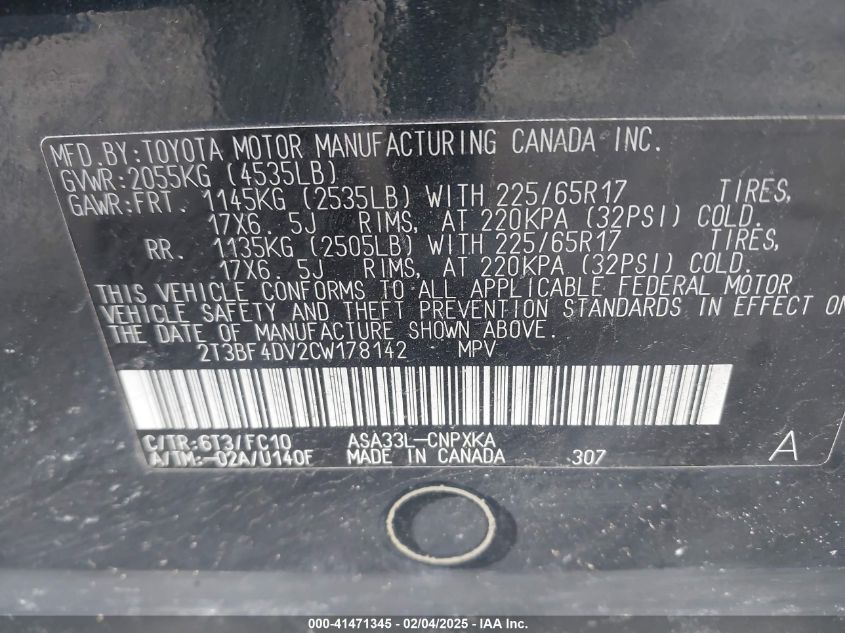 MFD. BY: TOYOTA MOTOR MANUFACTURING CANADA INC.
GVWR: 2055KG (4535LB)
GAWR: FRT. 1145KG (2535LB) WITH 225/65R17 TIRES,
17X6. 5J RIMS, AT 220KPA (32PSI) COLD.
RR. 1135KG (2505LB) WITH 225/65R17 TIRES,
17X6. 5J RIMS, AT 220KPA (32PSI) COLD.
THIS VEHICLE CONFORMS TO ALL APPLICABLE FEDERAL MOTOR
VEHICLE SAFETY AND THEFT PREVENTION STANDARDS IN EFFECT ON
THE DATE OF MANUFACTURE SHOWN ABOVE.
2T3BF4DV2CW178142 MPV
C/TR: 6T3/FC10 ASA33L-CNPXKA
A/TM: -02A/U140F MADE IN CANADA 307 A
000-41471345 - 02/04/2025 - IAA Inc.